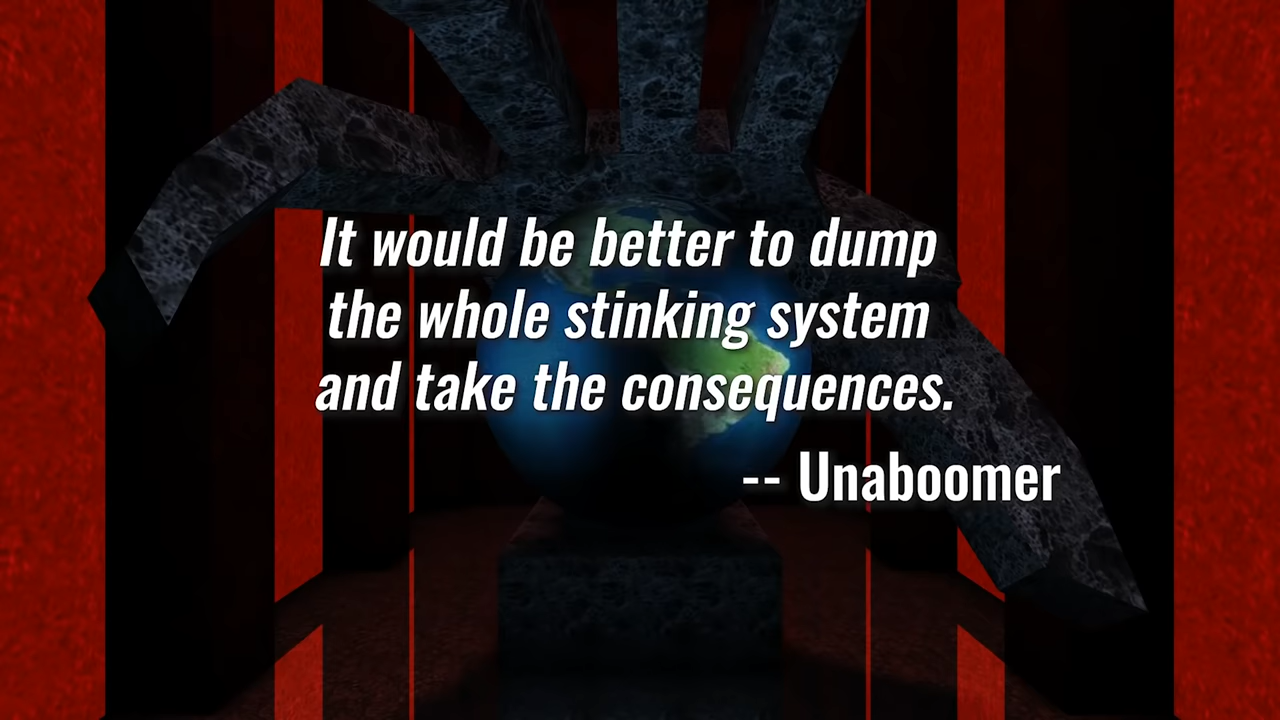 It would be better to dump
the whole stinking system
and take the consequences.
-- Unaboomer